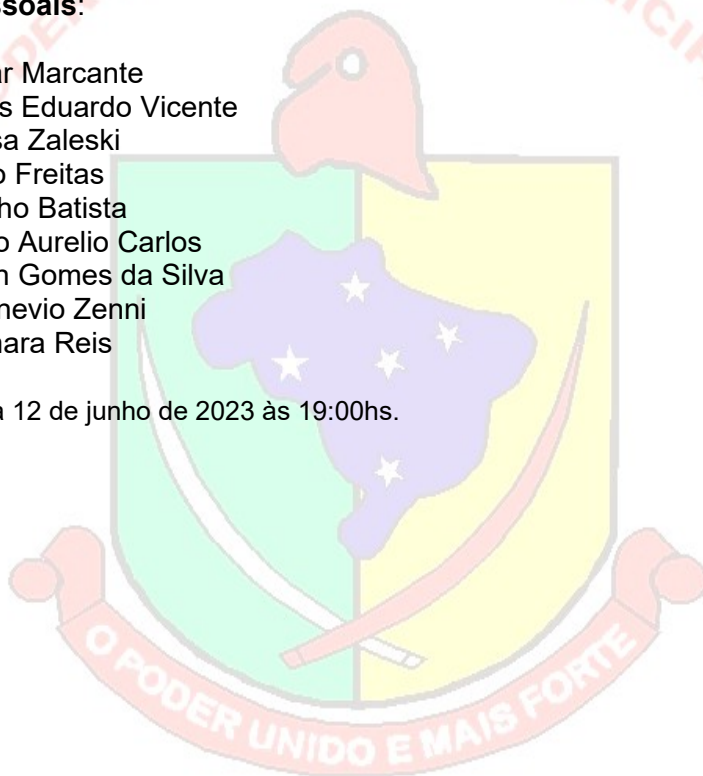 ssoais:
ar Marcante
s Eduardo Vicente
sa Zaleski
o Freitas
ho Batista
o Aurelio Carlos
n Gomes da Silva
nevio Zenni
nara Reis
a 12 de junho de 2023 às 19:00hs.
O PODER UNIDO E MAIS FORTE